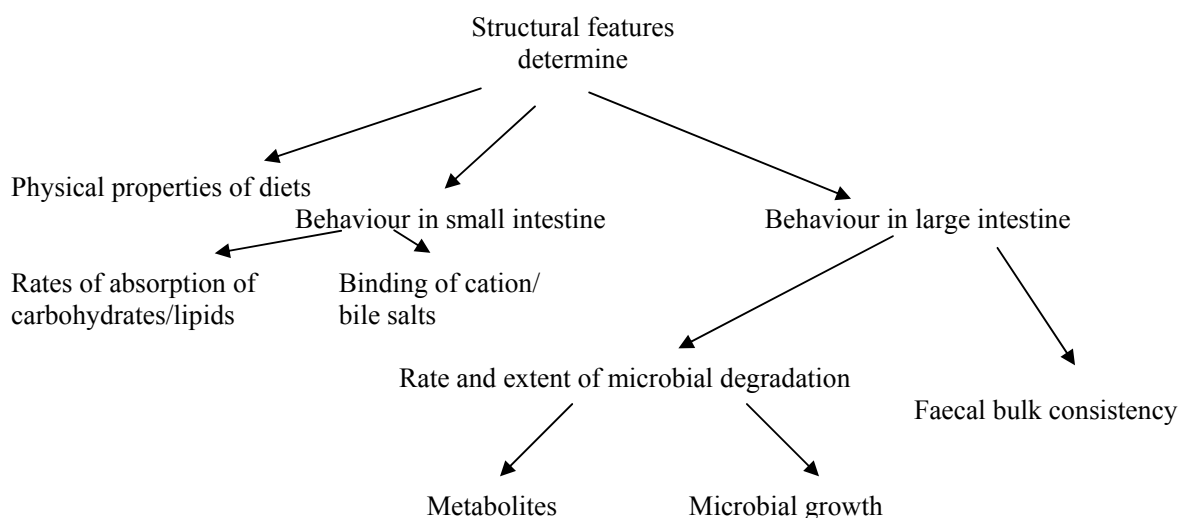 Structural features
determine
Physical properties of diets
Behaviour in small intestine
Behaviour in large intestine
Rates of absorption of
carbohydrates/lipids
Binding of cation/
bile salts
Rate and extent of microbial degradation
Faecal bulk consistency
Metabolites
Microbial growth